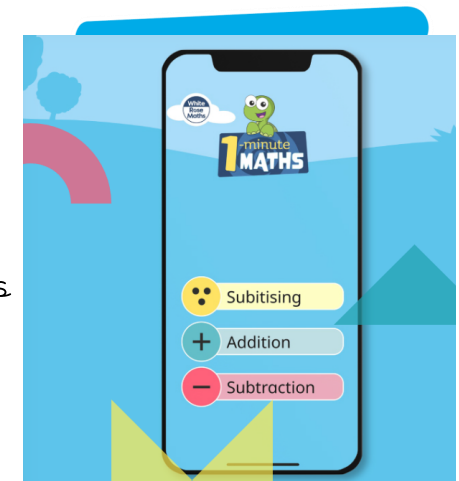 White
Rose
Maths
1-minute
MATHS
s.
Subitising
Addition
Subtraction